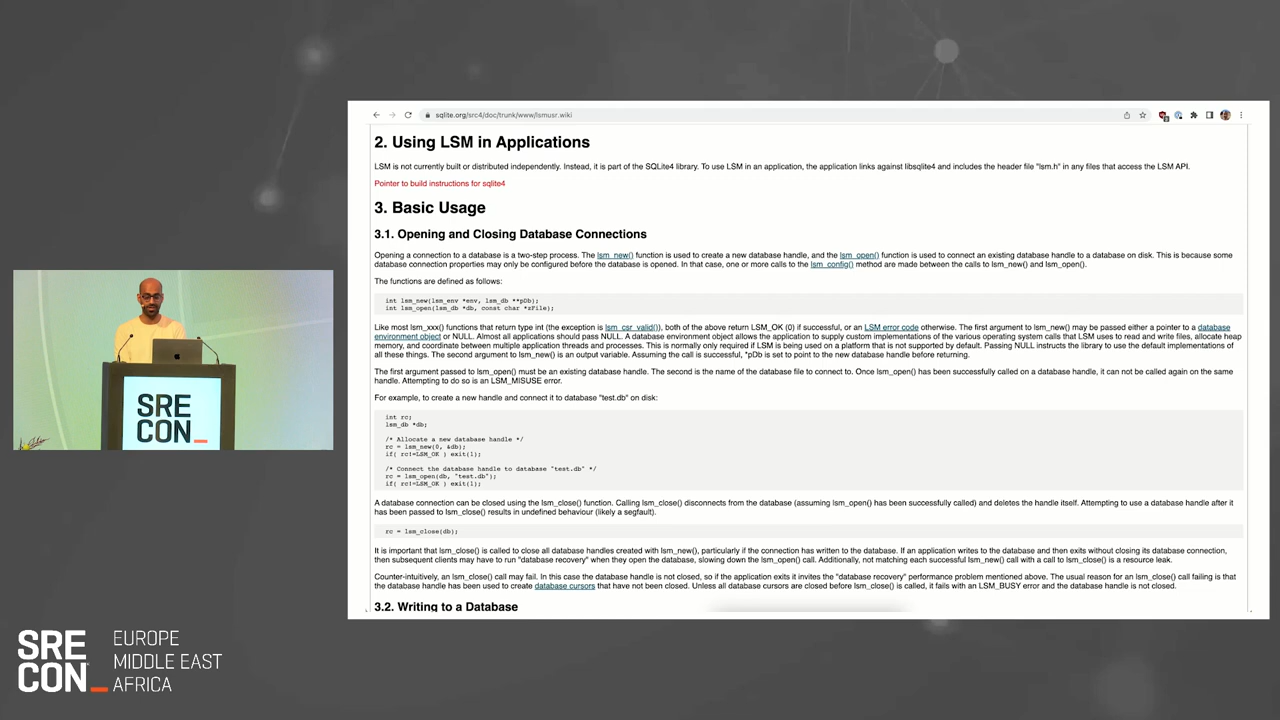 sqlite.org/src4/doc/trunk/www/lsmusr.wiki
2. Using LSM in Applications
LSM is not currently built or distributed independently. Instead, it is part of the SQLite4 library. To use LSM in an application, the application links against libsqlite4 and includes the header file "lsm.h" in any files that access the LSM API.
Pointer to build instructions for sqlite4
3. Basic Usage
3.1. Opening and Closing Database Connections
Opening a connection to a database is a two-step process. The lsm_new() function is used to create a new database handle, and the lsm_open() function is used to connect an existing database handle to a database on disk. This is because some
database connection properties may only be configured before the database is opened. In that case, one or more calls to the lsm_config() method are made between the calls to lsm_new() and lsm_open().
The functions are defined as follows:
int lsm_new(lsm_env *env, lsm_db **pDb);
int lsm_open(lsm_db *db, const char *zFile);
Like most lsm_xxx() functions that return type int (the exception is lsm_csr_valid()), both of the above return LSM_OK (0) if successful, or an LSM error code otherwise. The first argument to lsm_new() may be passed either a pointer to a database
environment object or NULL. Almost all applications should pass NULL. A database environment object allows the application to supply custom implementations of the various operating system calls that LSM uses to read and write files, allocate heap
memory, and coordinate between multiple application threads and processes. This is normally only required if LSM is being used on a platform that is not supported by default. Passing NULL instructs the library to use the default implementations of
all these things. The second argument to lsm_new() is an output variable. Assuming the call is successful, *pDb is set to point to the new database handle before returning.
The first argument passed to lsm_open() must be an existing database handle. The second is the name of the database file to connect to. Once lsm_open() has been successfully called on a database handle, it can not be called again on the same
handle. Attempting to do so is an LSM_MISUSE error.
For example, to create a new handle and connect it to database "test.db" on disk:
int rc;
lsm_db *db;
/* Allocate a new database handle */
rc = lsm_new(0, &db);
if( rc!=LSM_OK ) exit(1);
/* Connect the database handle to database "test.db" */
rc = lsm_open(db, "test.db");
if( rc!=LSM_OK ) exit(1);
A database connection can be closed using the lsm_close() function. Calling lsm_close() disconnects from the database (assuming lsm_open() has been successfully called) and deletes the handle itself. Attempting to use a database handle after it
has been passed to lsm_close() results in undefined behaviour (likely a segfault).
rc = lsm_close(db);
It is important that lsm_close() is called to close all database handles created with lsm_new(), particularly if the connection has written to the database. If an application writes to the database and then exits without closing its database connection,
then subsequent clients may have to run "database recovery" when they open the database, slowing down the lsm_open() call. Additionally, not matching each successful lsm_new() call with a call to lsm_close() is a resource leak.
Counter-intuitively, an lsm_close() call may fail. In this case the database handle is not closed, so if the application exits it invites the "database recovery" performance problem mentioned above. The usual reason for an lsm_close() call failing is that
the database handle has been used to create database cursors that have not been closed. Unless all database cursors are closed before lsm_close() is called, it fails with an LSM_BUSY error and the database handle is not closed.
3.2. Writing to a Database
SRE
CON_
SRE
CON_
EUROPE
MIDDLE EAST
AFRICA